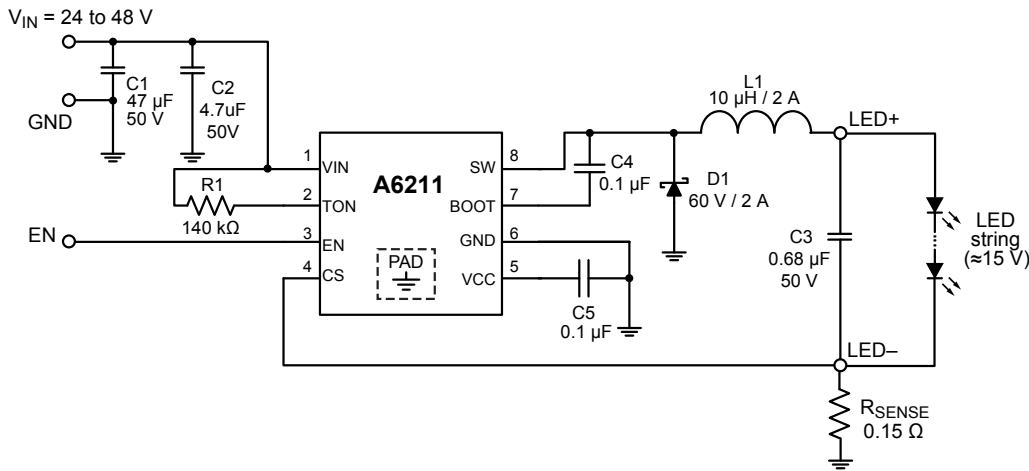 V_IN = 24 to 48 V
C1
47 µF
50 V
C2
4.7uF
50V
GND
R1
140 kΩ
EN
1
2
3
4
VIN
TON
EN
CS
A6211
PAD
SW
BOOT
GND
VCC
8
7
6
5
C4
0.1 µF
C5
0.1 µF
D1
60 V / 2 A
L1
10 µH / 2 A
LED+
C3
0.68 µF
50 V
LED
string
(≈15 V)
LED–
R_SENSE
0.15 Ω